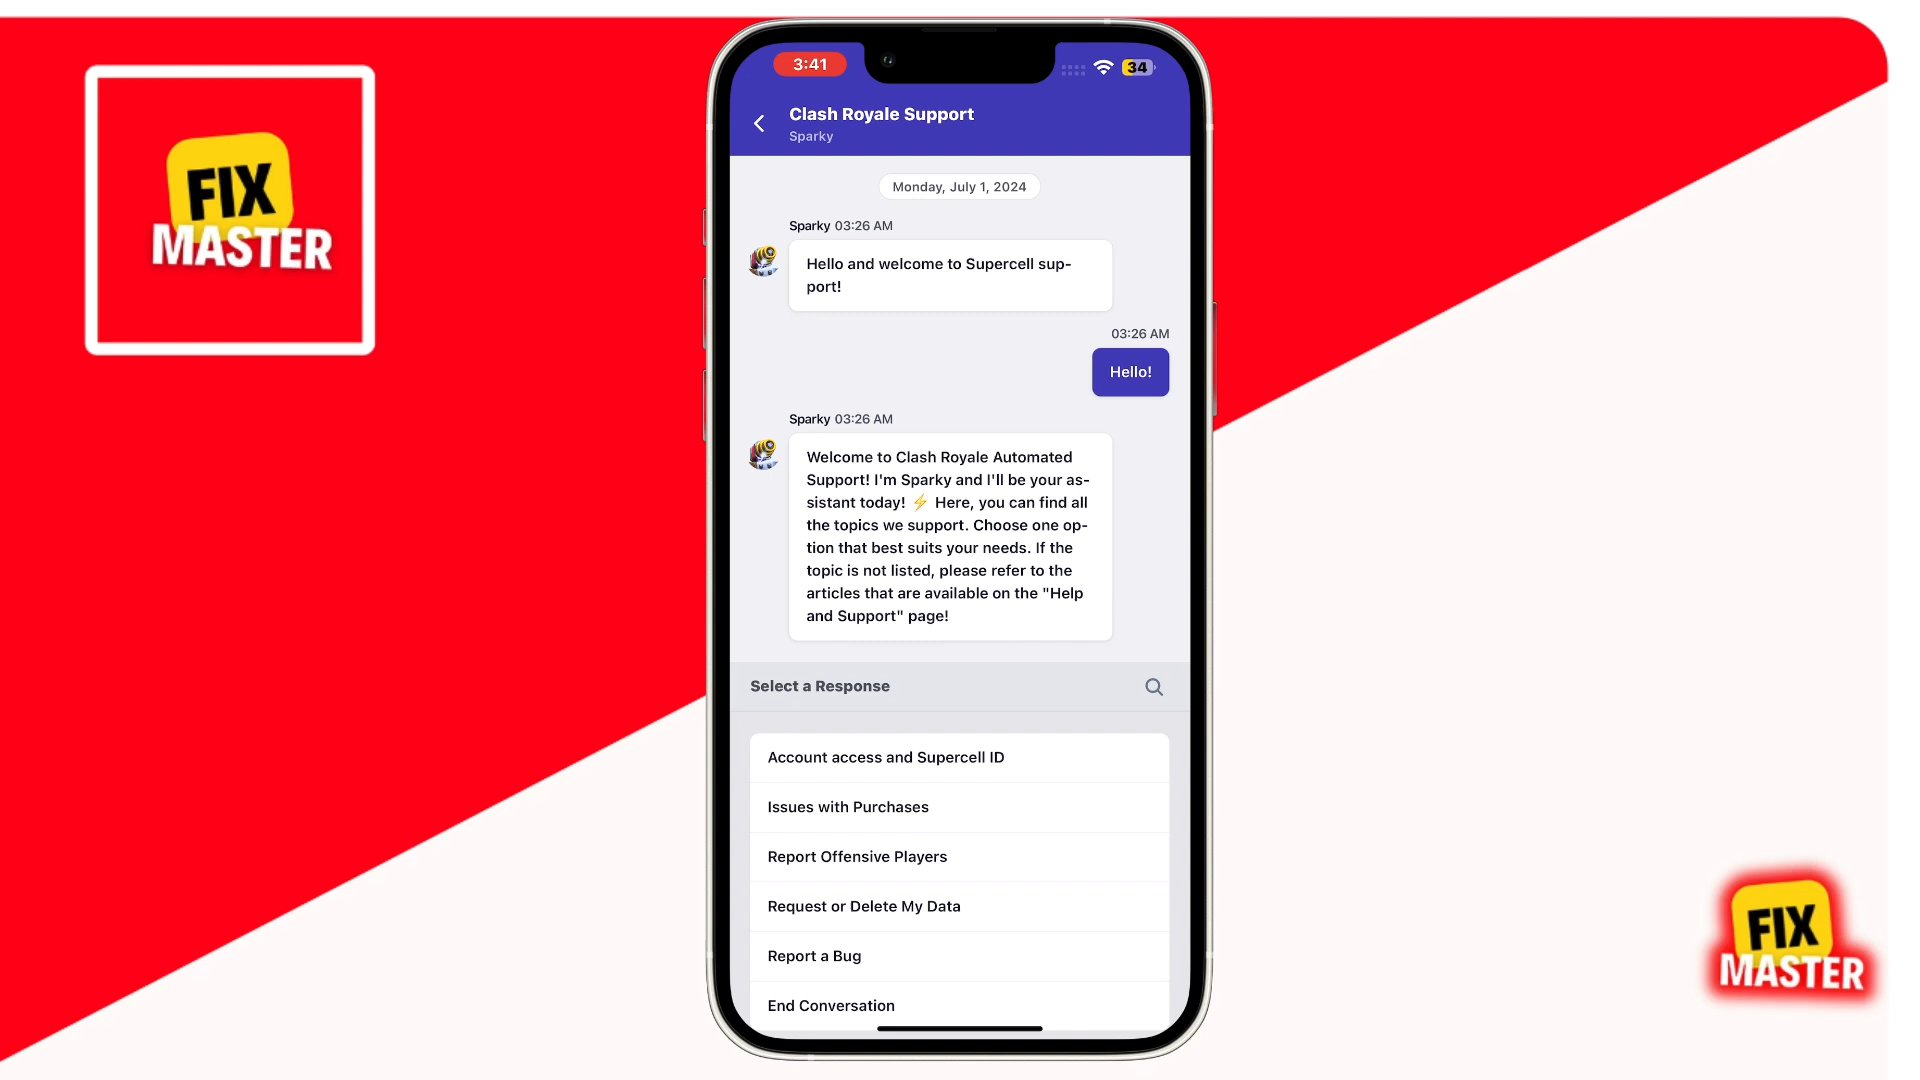 FIX
MASTER
3:41
34
Clash Royale Support
Sparky
Monday, July 1, 2024
Sparky 03:26 AM
Hello and welcome to Supercell sup-
port!
03:26 AM
Hello!
Sparky 03:26 AM
Welcome to Clash Royale Automated
Support! I'm Sparky and I'll be your as-
sistant today! ⚡ Here, you can find all
the topics we support. Choose one op-
tion that best suits your needs. If the
topic is not listed, please refer to the
articles that are available on the "Help
and Support" page!
Select a Response
Account access and Supercell ID
Issues with Purchases
Report Offensive Players
Request or Delete My Data
Report a Bug
End Conversation
FIX
MASTER